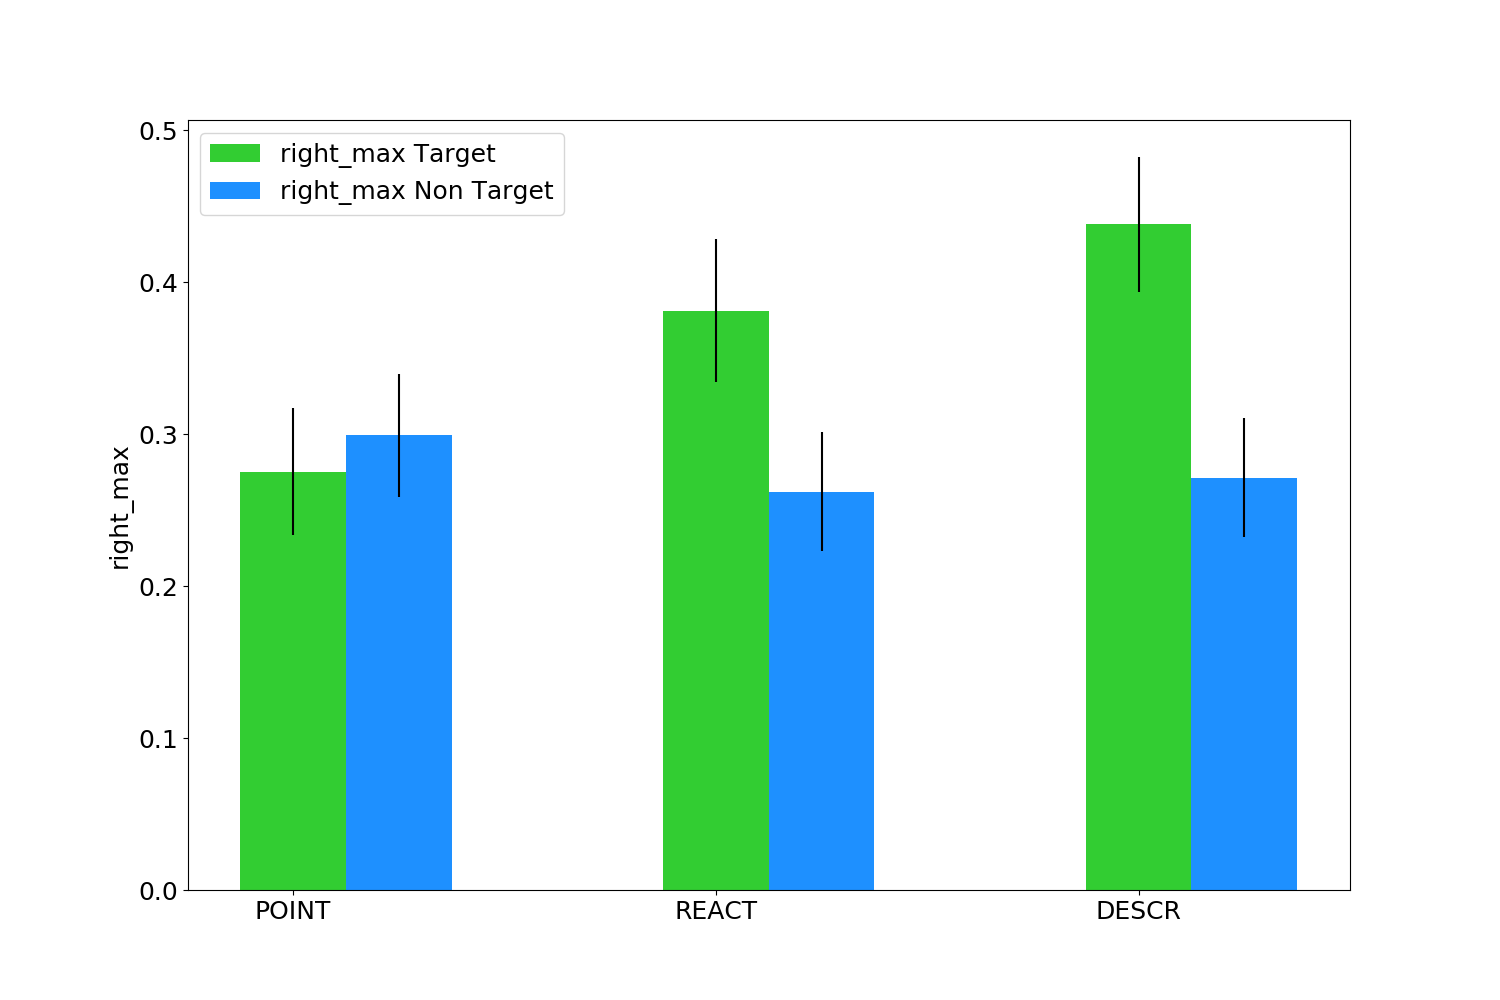 right_max Target
right_max Non Target
0.5
0.4
0.3
0.2
0.1
0.0
right_max
POINT
REACT
DESCR